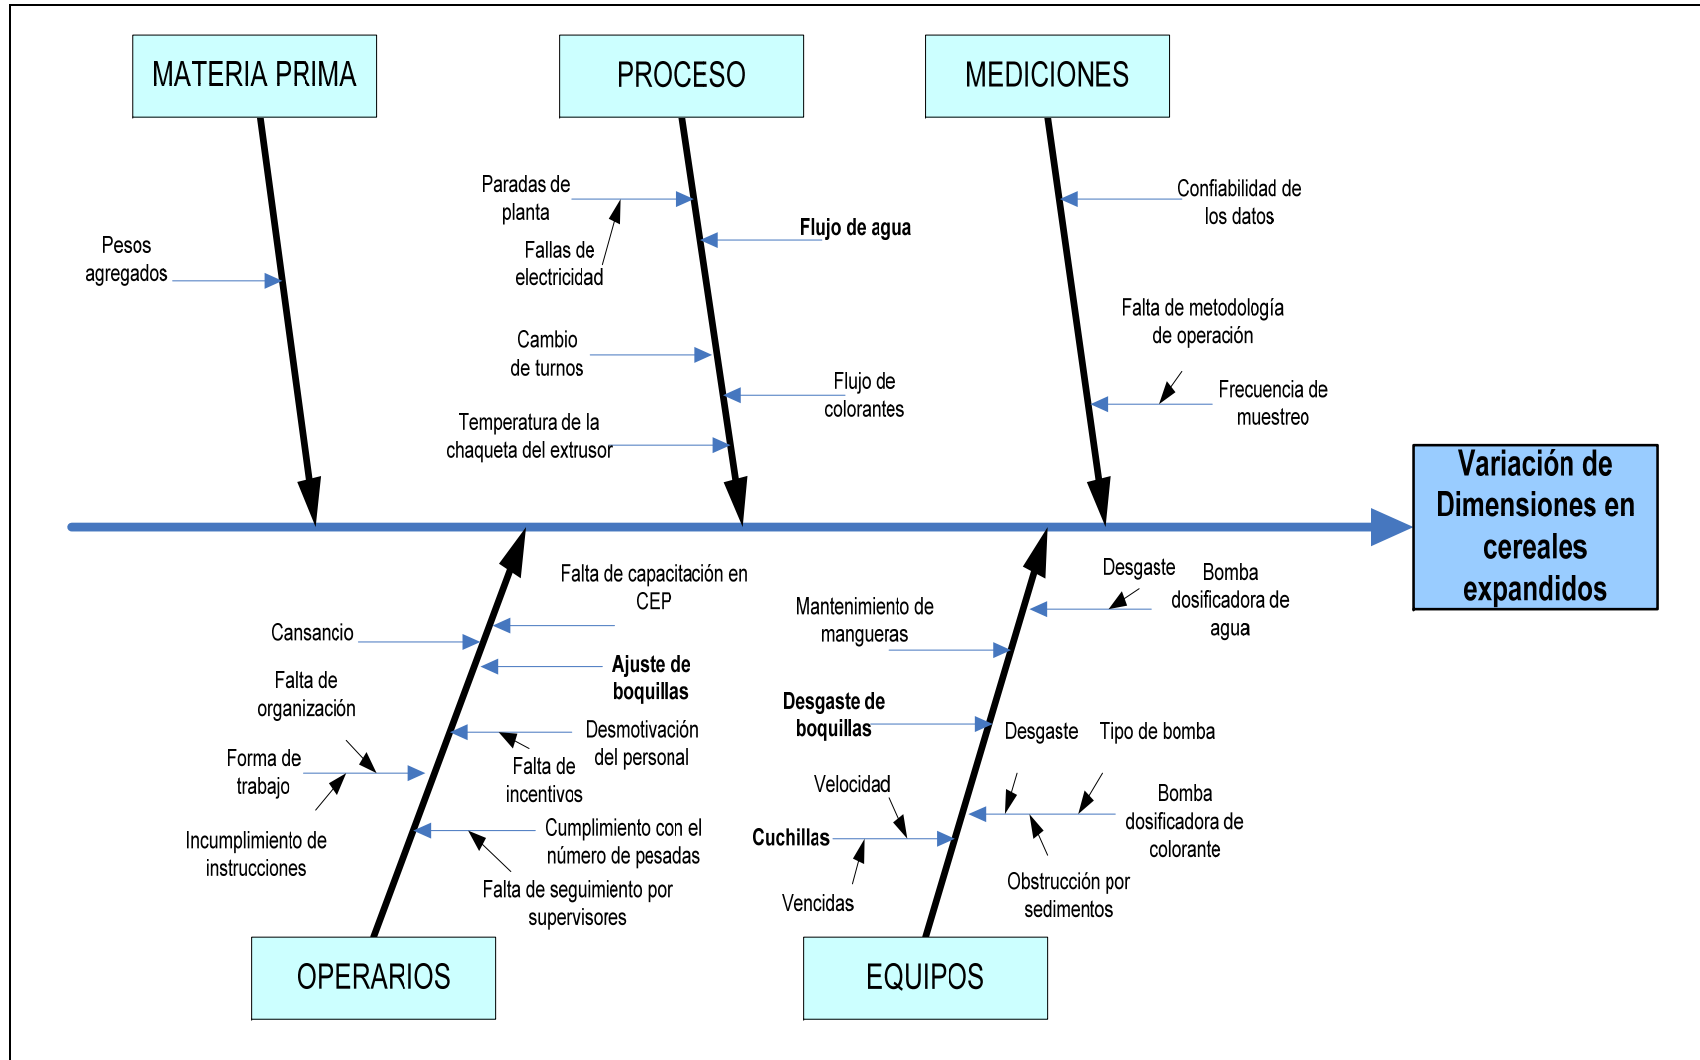 MATERIA PRIMA
PROCESO
MEDICIONES
Paradas de
planta
Fallas de
electricidad
Flujo de agua
Confiabilidad de
los datos
Pesos
agregados
Cambio
de turnos
Flujo de
colorantes
Temperatura de la
chaqueta del extrusor
Falta de metodología
de operación
Frecuencia de
muestreo
Variación de
Dimensiones en
cereales
expandidos
Falta de capacitación en
CEP
Cansancio
Ajuste de
boquillas
Falta de
organización
Desmotivación
del personal
Falta de
incentivos
Forma de
trabajo
Incumplimiento de
instrucciones
Cumplimiento con el
número de pesadas
Falta de seguimiento por
supervisores
Desgaste
Bomba
dosificadora de
agua
Mantenimiento de
mangueras
Desgaste de
boquillas
Desgaste
Tipo de bomba
Velocidad
Bomba
dosificadora de
colorante
Cuchillas
Vencidas
Obstrucción por
sedimentos
OPERARIOS
EQUIPOS